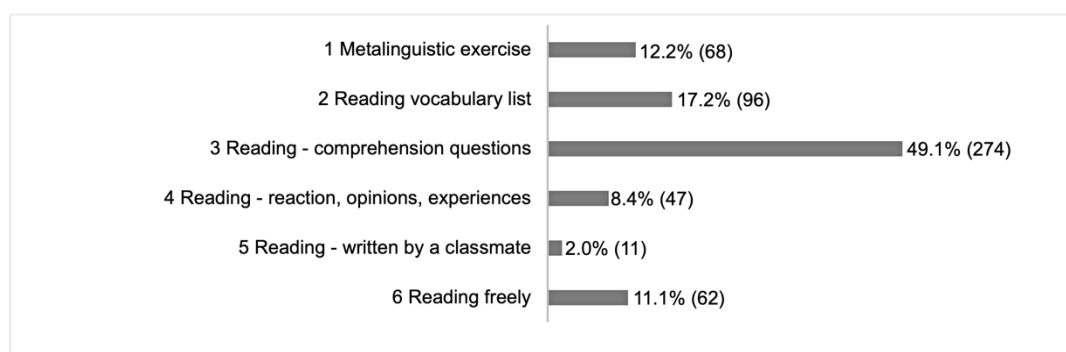 1 Metalinguistic exercise 12.2% (68)
2 Reading vocabulary list 17.2% (96)
3 Reading - comprehension questions 49.1% (274)
4 Reading - reaction, opinions, experiences 8.4% (47)
5 Reading - written by a classmate 2.0% (11)
6 Reading freely 11.1% (62)